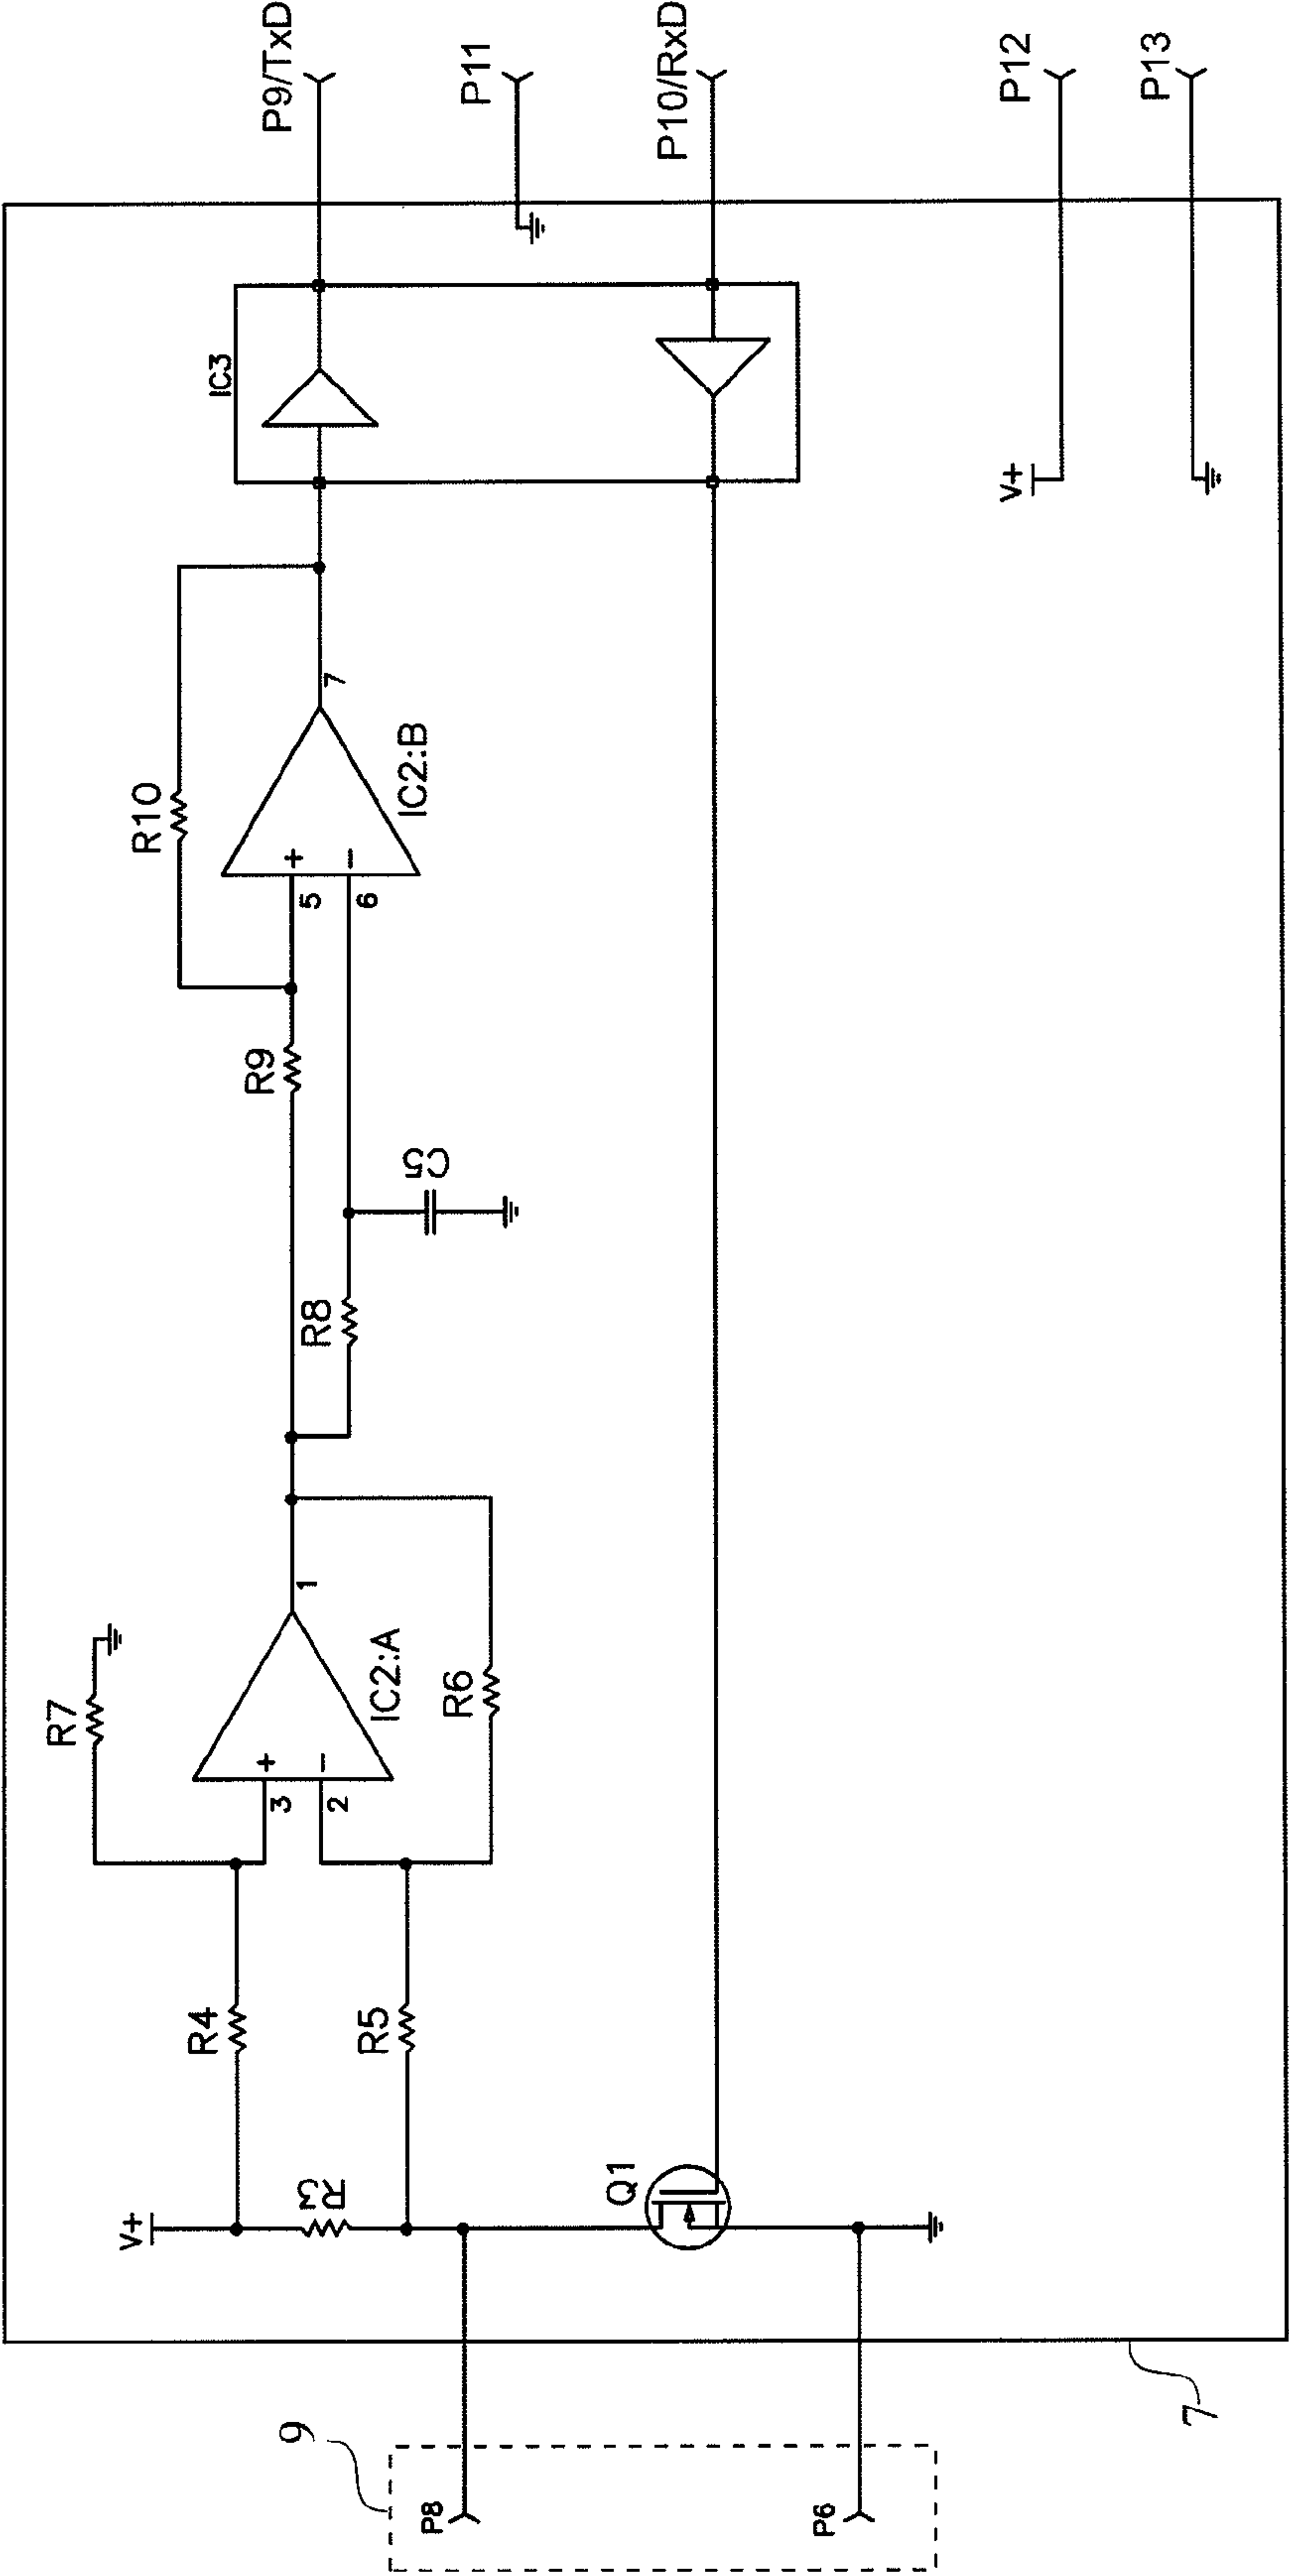 P9/TxD
P11
P10/RxD
P12
P13
IC3
V+
R10
7
IC2:B
+
−
5
6
R9
C5
R8
R7
1
IC2:A
+
−
3
2
R6
R4
R5
V+
R3
Q1
7
9
P8
P6